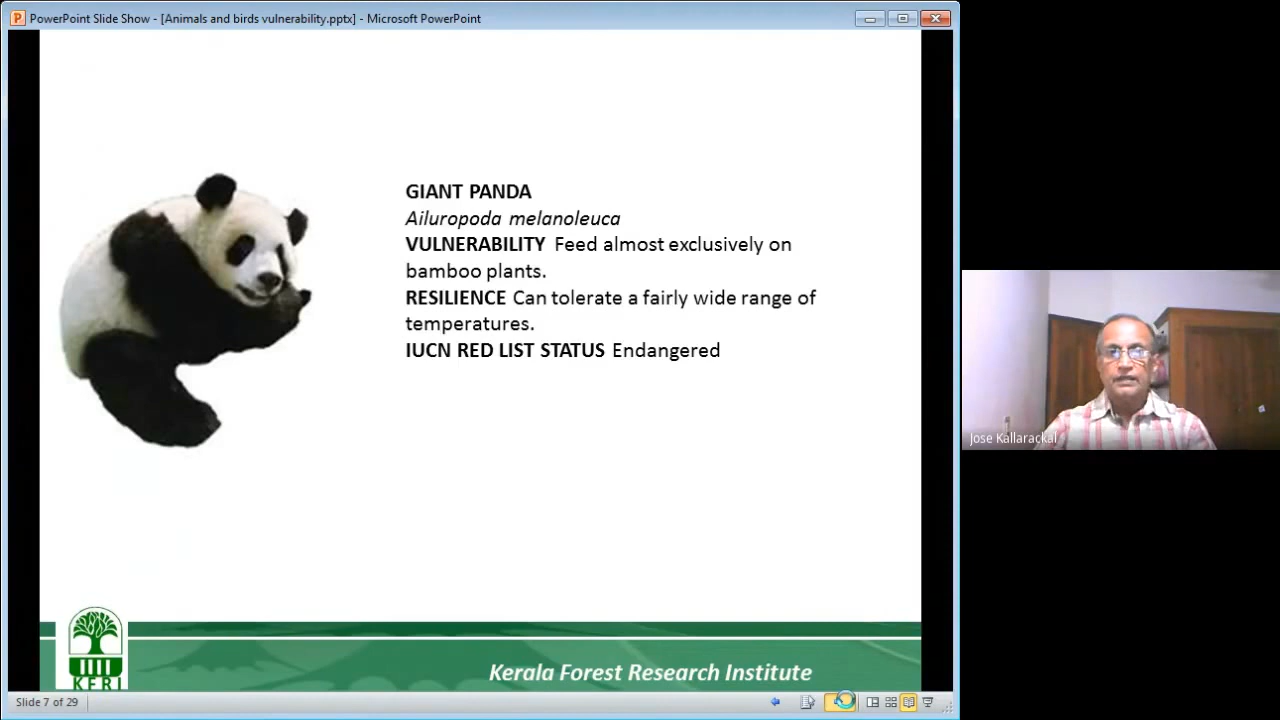 PowerPoint Slide Show - [Animals and birds vulnerability.pptx] - Microsoft PowerPoint
GIANT PANDA
Ailuropoda melanoleuca
VULNERABILITY Feed almost exclusively on
bamboo plants.
RESILIENCE Can tolerate a fairly wide range of
temperatures.
IUCN RED LIST STATUS Endangered
Jose Kallarackal
KFRI
Kerala Forest Research Institute
Slide 7 of 29